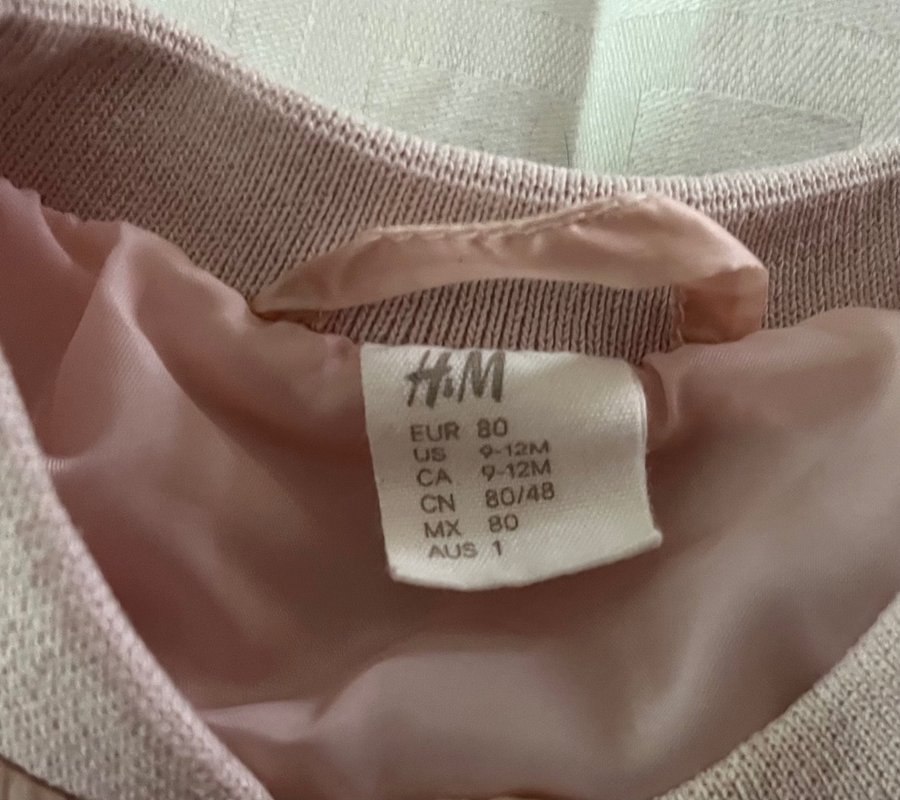 H&M
EUR 80
US 9-12M
CA 9-12M
CN 80/48
MX 80
AUS 1